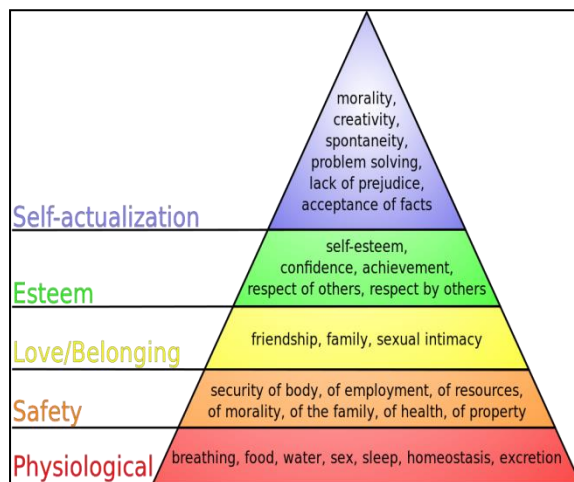 morality,
creativity,
spontaneity,
problem solving,
lack of prejudice,
acceptance of facts
Self-actualization
self-esteem,
confidence, achievement,
respect of others, respect by others
Esteem
friendship, family, sexual intimacy
Love/Belonging
security of body, of employment, of resources,
of morality, of the family, of health, of property
Safety
breathing, food, water, sex, sleep, homeostasis, excretion
Physiological